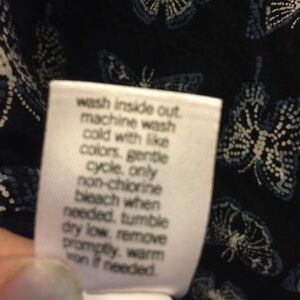 wash inside out.
machine wash
cold with like
colors. gentle
cycle. only
non-chlorine
bleach when
needed. tumble
dry low. remove
promptly. warm
iron if needed.